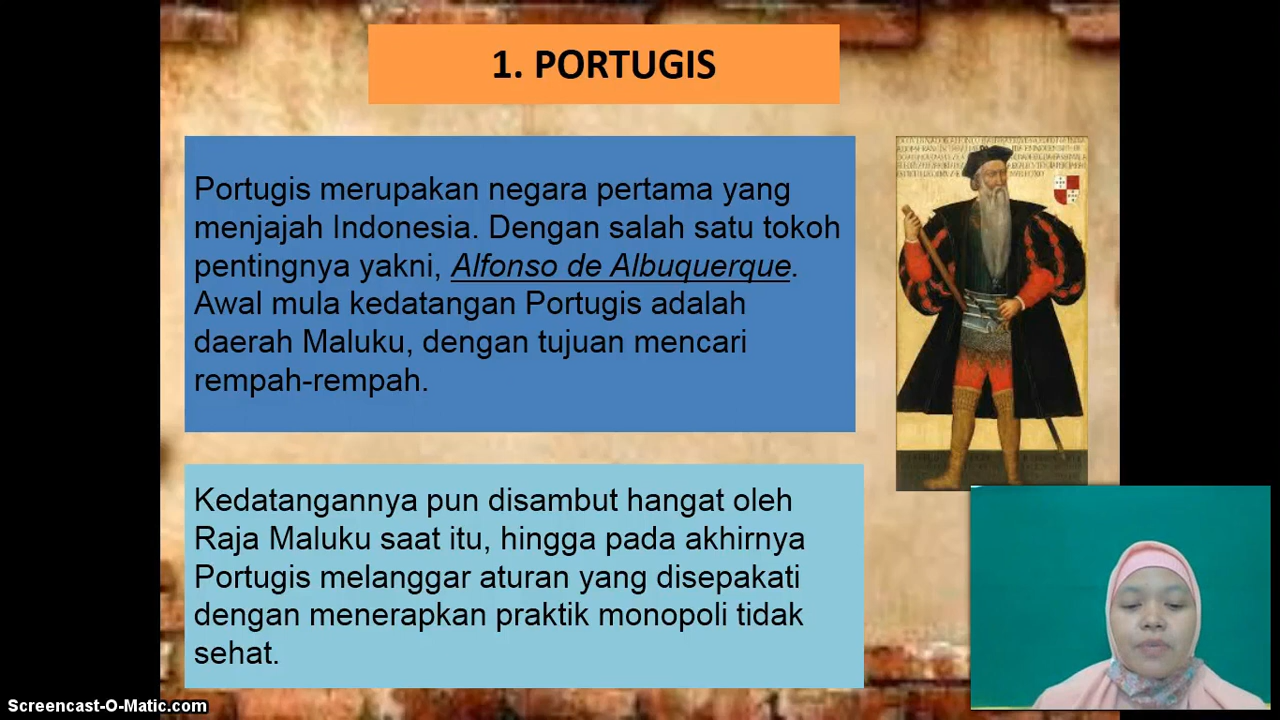 1. PORTUGIS
Portugis merupakan negara pertama yang
menjajah Indonesia. Dengan salah satu tokoh
pentingnya yakni, Alfonso de Albuquerque.
Awal mula kedatangan Portugis adalah
daerah Maluku, dengan tujuan mencari
rempah-rempah.
Kedatangannya pun disambut hangat oleh
Raja Maluku saat itu, hingga pada akhirnya
Portugis melanggar aturan yang disepakati
dengan menerapkan praktik monopoli tidak
sehat.
Screencast-O-Matic.com